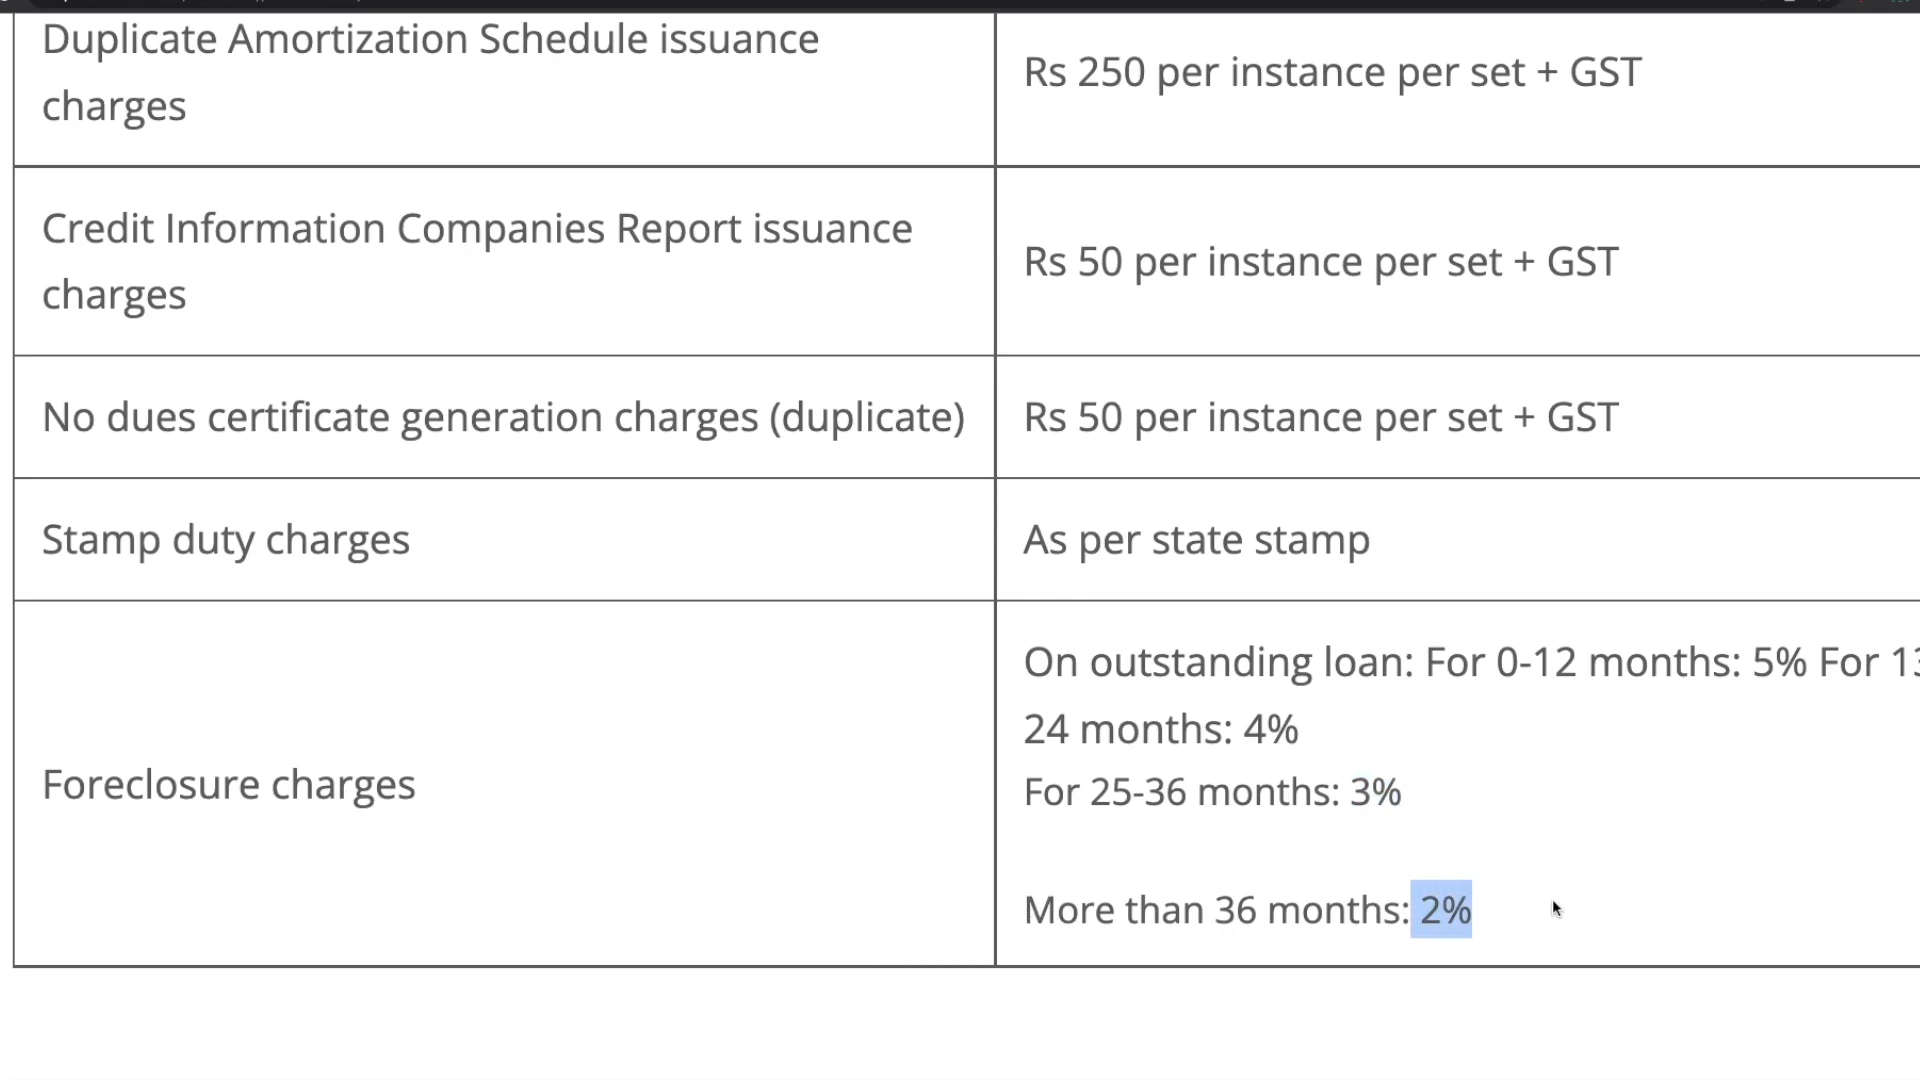 Duplicate Amortization Schedule issuance
charges
Rs 250 per instance per set + GST
Credit Information Companies Report issuance
charges
Rs 50 per instance per set + GST
No dues certificate generation charges (duplicate)
Rs 50 per instance per set + GST
Stamp duty charges
As per state stamp
Foreclosure charges
On outstanding loan: For 0-12 months: 5% For 13
24 months: 4%
For 25-36 months: 3%
More than 36 months: 2%